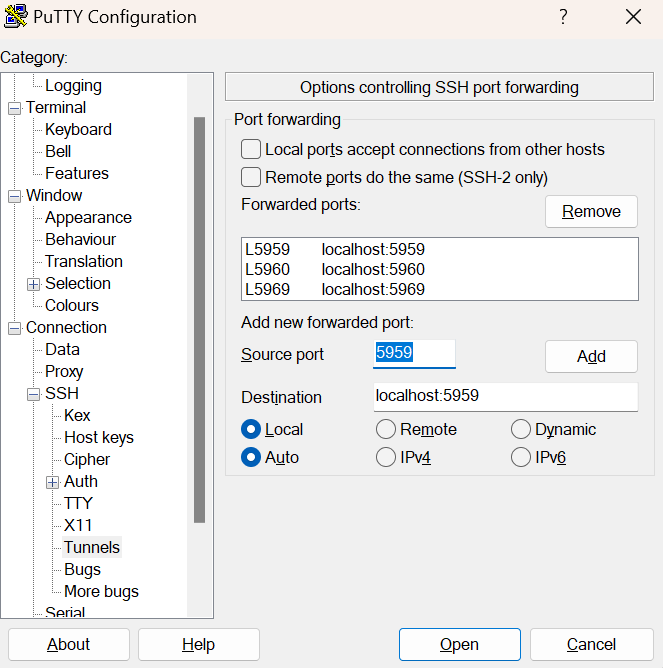 PuTTY Configuration
?
Category:
Logging
Terminal
Keyboard
Bell
Features
Window
Appearance
Behaviour
Translation
Selection
Colours
Connection
Data
Proxy
SSH
Kex
Host keys
Cipher
Auth
TTY
X11
Tunnels
Bugs
More bugs
Serial
Options controlling SSH port forwarding
Port forwarding
Local ports accept connections from other hosts
Remote ports do the same (SSH-2 only)
Forwarded ports:
Remove
L5959 localhost:5959
L5960 localhost:5960
L5969 localhost:5969
Add new forwarded port:
Source port 5959 Add
Destination localhost:5959
Local Remote Dynamic
Auto IPv4 IPv6
About Help Open Cancel